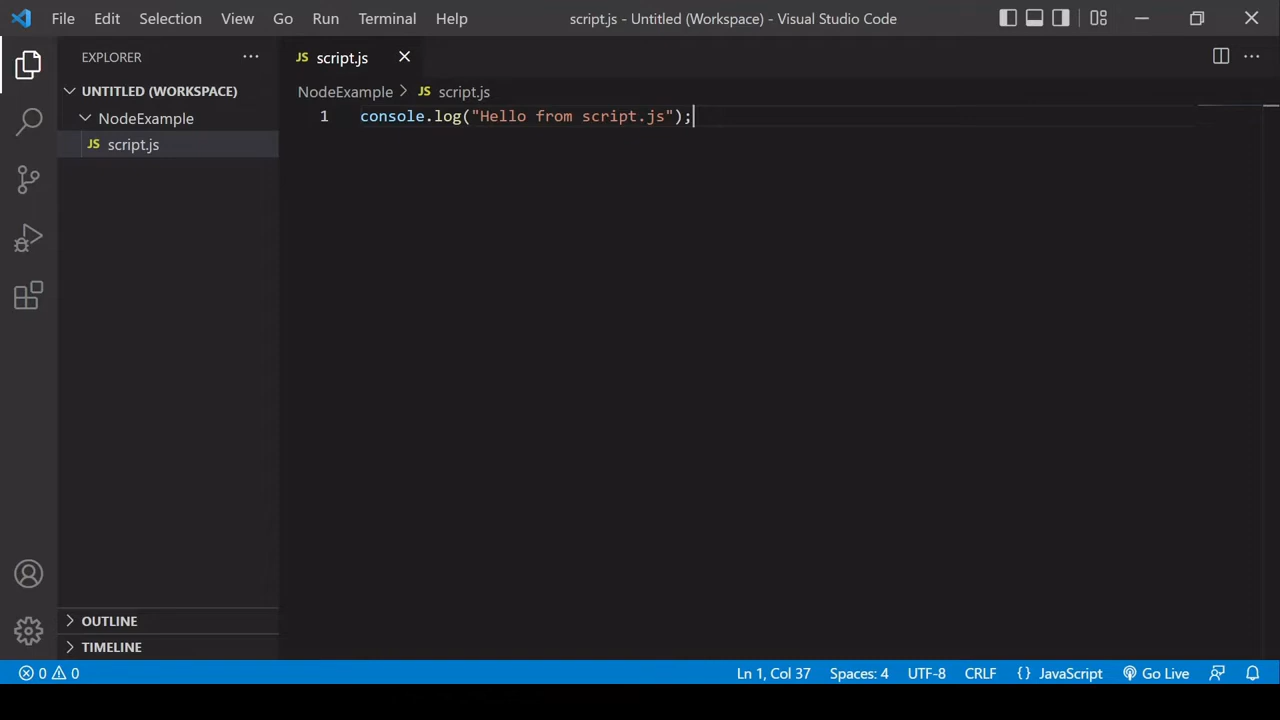 File Edit Selection View Go Run Terminal Help script.js - Untitled (Workspace) - Visual Studio Code
EXPLORER
UNTITLED (WORKSPACE)
NodeExample
JS script.js
OUTLINE
TIMELINE
JS script.js
NodeExample > JS script.js
1 console.log("Hello from script.js");
0 0 Ln 1, Col 37 Spaces: 4 UTF-8 CRLF {} JavaScript Go Live